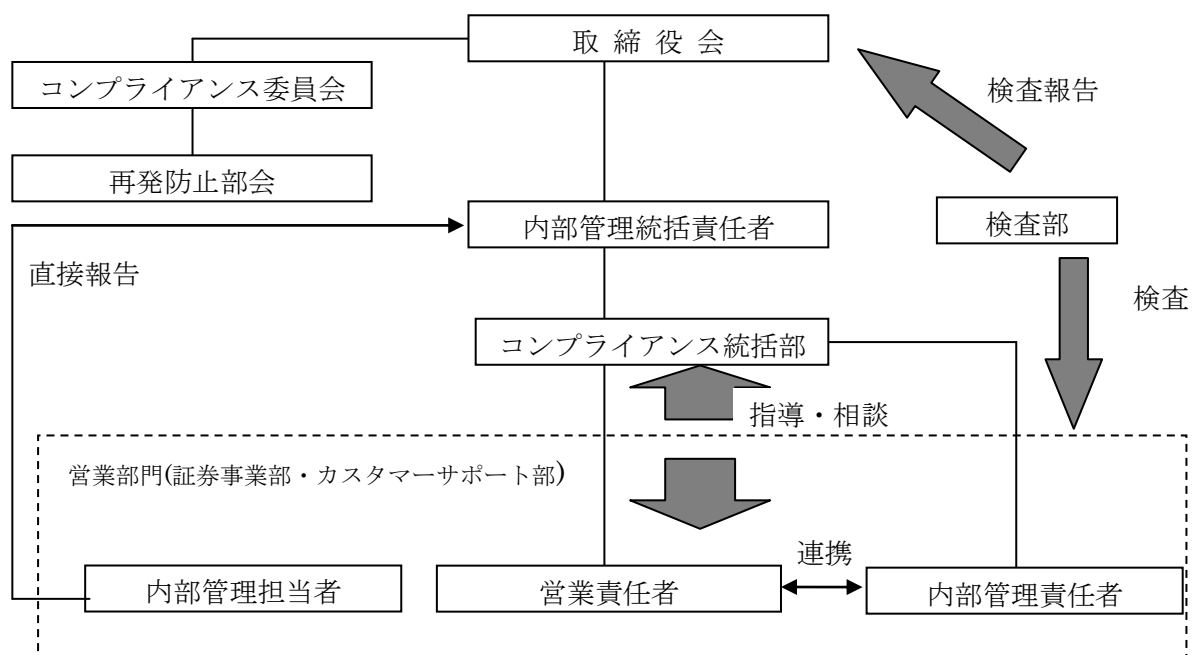 取 締 役 会
コンプライアンス委員会
検査報告
再発防止部会
内部管理統括責任者
検査部
直接報告
検査
コンプライアンス統括部
指導・相談
営業部門(証券事業部・カスタマーサポート部)
連携
内部管理担当者
営業責任者
内部管理責任者